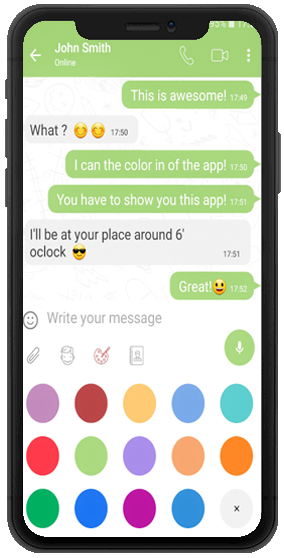 95%
John Smith
Online
This is awesome! 17:49
What ? 😊😊 17:50
I can the color in of the app! 17:50
You have to show you this app! 17:51
I'll be at your place around 6'
oclock 😎 17:51
Great!😃 17:52
Write your message
×